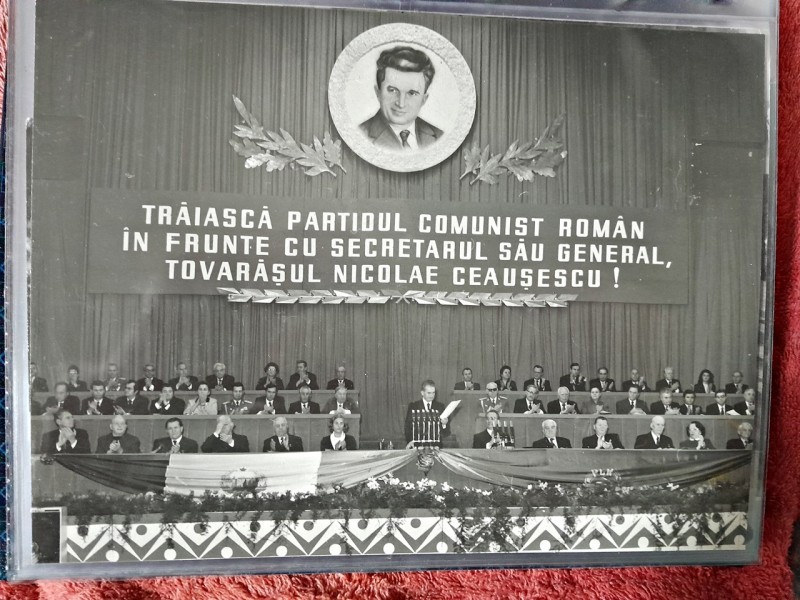 TRĂIASCĂ PARTIDUL COMUNIST ROMÂN
ÎN FRUNTE CU SECRETARUL SĂU GENERAL,
TOVARĂȘUL NICOLAE CEAUȘESCU !